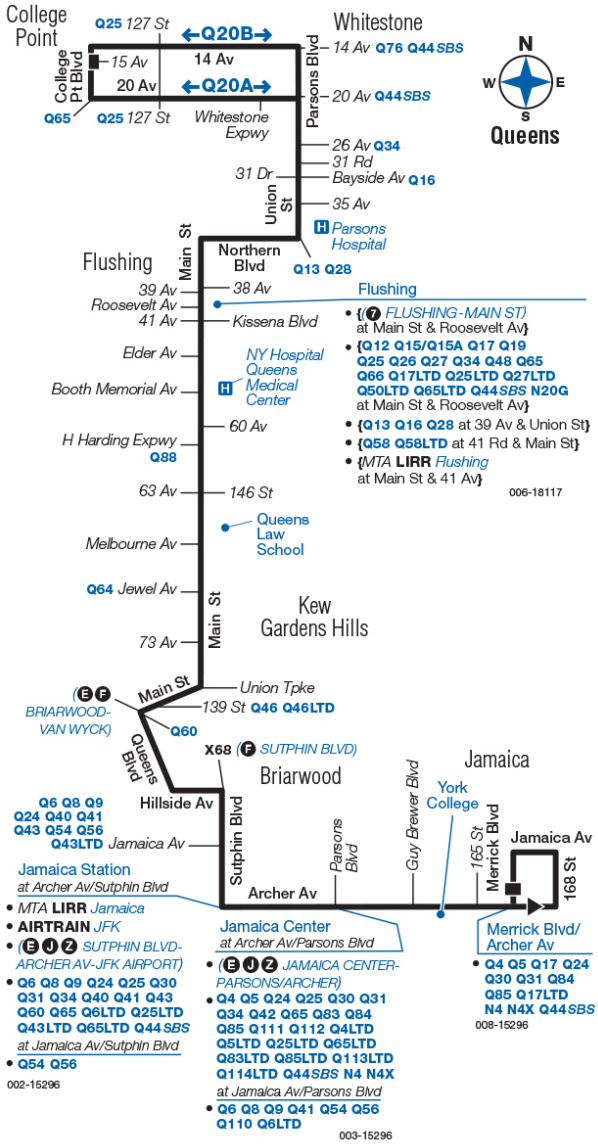 College
Point
Q25 127 St
←Q20B→
14 Av
Whitestone
14 Av Q76 Q44SBS
15 Av
College
Pt Blvd
20 Av
←Q20A→
Parsons Blvd
20 Av Q44SBS
Q65
Q25 127 St
Whitestone
Expwy
N
W
E
S
Queens
26 Av Q34
31 Rd
31 Dr
Bayside Av Q16
Union
St
35 Av
H Parsons
Hospital
Main St
Northern
Blvd
Q13 Q28
Flushing
39 Av
38 Av
Roosevelt Av
41 Av
Kissena Blvd
Elder Av
NY Hospital
Queens
H Medical
Center
Booth Memorial Av
60 Av
H Harding Expwy
Q88
63 Av
146 St
Queens
Law
School
Melbourne Av
Q64 Jewel Av
Main St
73 Av
Flushing
• {(7 FLUSHING-MAIN ST)
at Main St & Roosevelt Av}
• {Q12 Q15/Q15A Q17 Q19
Q25 Q26 Q27 Q34 Q48 Q65
Q66 Q17LTD Q25LTD Q27LTD
Q50LTD Q65LTD Q44SBS N20G
at Main St & Roosevelt Av}
• {Q13 Q16 Q28 at 39 Av & Union St}
• {Q58 Q58LTD at 41 Rd & Main St}
• {MTA LIRR Flushing
at Main St & 41 Av}
006-18117
Kew
Gardens Hills
Main St
Union Tpke
139 St Q46 Q46LTD
(E F
BRIARWOOD-
VAN WYCK)
Q60
Queens
Blvd
X68 (F SUTPHIN BLVD)
Briarwood
Hillside Av
Q6 Q8 Q9
Q24 Q40 Q41
Q43 Q54 Q56
Q43LTD
Jamaica Av
Sutphin Blvd
Archer Av
Parsons
Blvd
Guy Brewer Blvd
York
College
Jamaica
165 St
Merrick Blvd
Jamaica Av
168 St
Jamaica Station
at Archer Av/Sutphin Blvd
• MTA LIRR Jamaica
• AIRTRAIN JFK
• (E J Z SUTPHIN BLVD-
ARCHER AV-JFK AIRPORT)
• Q6 Q8 Q9 Q24 Q25 Q30
Q31 Q34 Q40 Q41 Q43
Q60 Q65 Q6LTD Q25LTD
Q43LTD Q65LTD Q44SBS
at Jamaica Av/Sutphin Blvd
• Q54 Q56
002-15296
Jamaica Center
at Archer Av/Parsons Blvd
• (E J Z JAMAICA CENTER-
PARSONS/ARCHER)
• Q4 Q5 Q24 Q25 Q30 Q31
Q34 Q42 Q65 Q83 Q84
Q85 Q111 Q112 Q4LTD
Q5LTD Q25LTD Q65LTD
Q83LTD Q85LTD Q113LTD
Q114LTD Q44SBS N4 N4X
at Jamaica Av/Parsons Blvd
• Q6 Q8 Q9 Q41 Q54 Q56
Q110 Q6LTD
003-15296
Merrick Blvd/
Archer Av
• Q4 Q5 Q17 Q24
Q30 Q31 Q84
Q85 Q17LTD
N4 N4X Q44SBS
008-15296